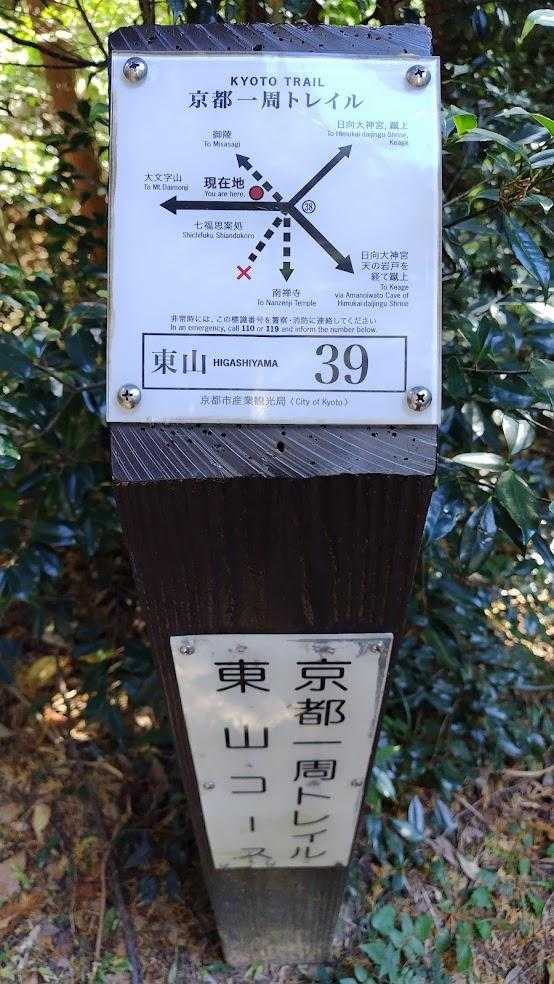 KYOTO TRAIL
京都一周トレイル
御陵
To Misasagi
日向大神宮, 蹴上
To Himukai-daijingu Shrine,
Keage
大文字山
To Mt.Daimonji
現在地
You are here.
㊳
七福思案処
Shichifuku Shiandokoro
日向大神宮
天の岩戸を
経て蹴上
To Keage
via Amanoiwato Cave of
Himukai-daijingu Shrine
南禅寺
To Nanzenji Temple
非常時には、この標識番号を警察・消防に連絡してください
In an emergency, call 110 or 119 and inform the number below.
東山 HIGASHIYAMA 39
京都市産業観光局〈City of Kyoto〉
京都一周トレイル
東山コース